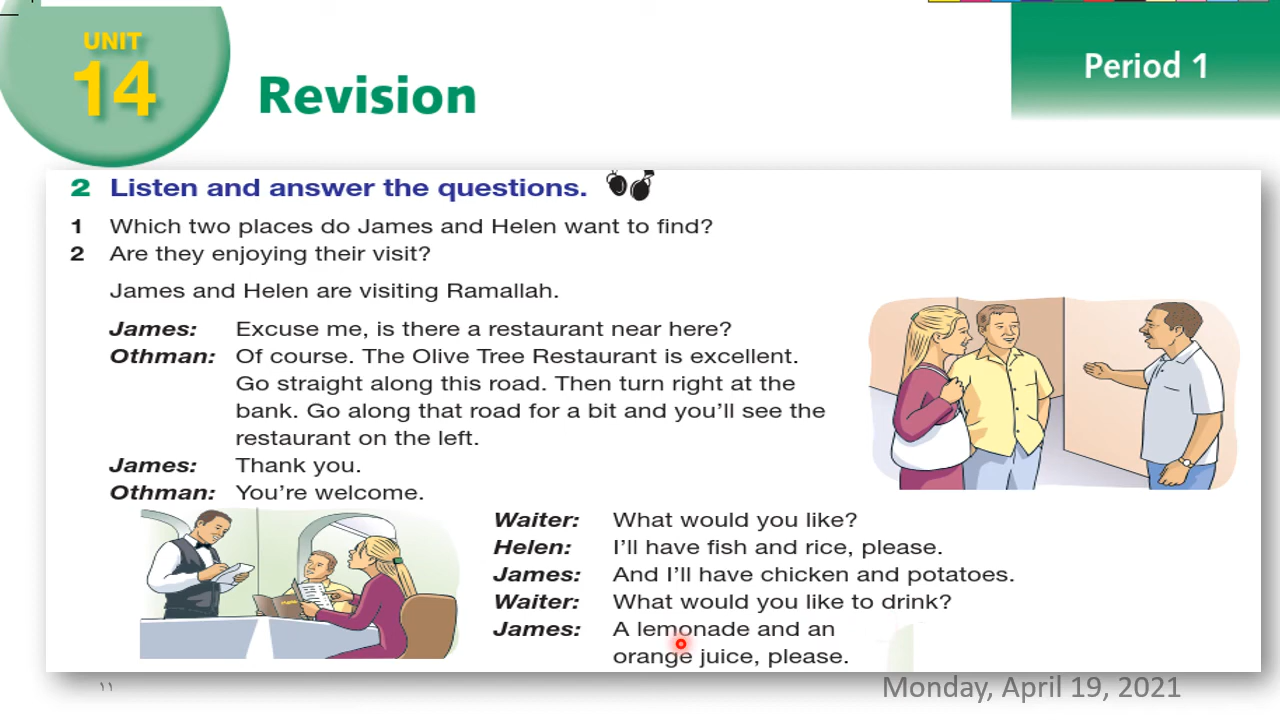 UNIT
14
Revision
Period 1
2 Listen and answer the questions.
1 Which two places do James and Helen want to find?
2 Are they enjoying their visit?
James and Helen are visiting Ramallah.
James: Excuse me, is there a restaurant near here?
Othman: Of course. The Olive Tree Restaurant is excellent.
Go straight along this road. Then turn right at the
bank. Go along that road for a bit and you'll see the
restaurant on the left.
James: Thank you.
Othman: You're welcome.
Waiter: What would you like?
Helen: I'll have fish and rice, please.
James: And I'll have chicken and potatoes.
Waiter: What would you like to drink?
James: A lemonade and an
orange juice, please.
١١
Monday, April 19, 2021